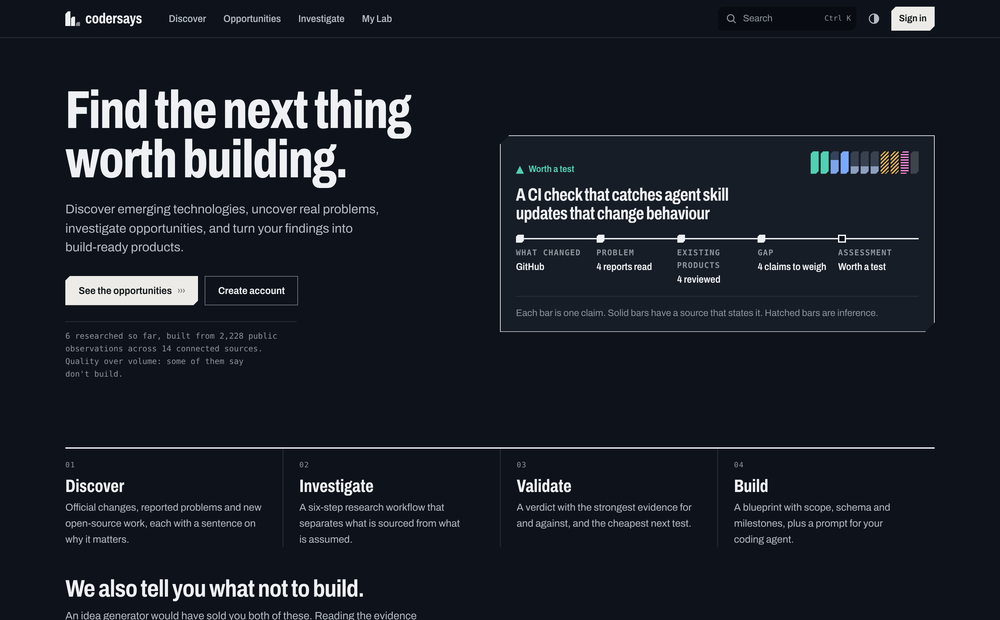 codersays
Discover
Opportunities
Investigate
My Lab
Search
Ctrl K
Sign in
Find the next thing
worth building.
Discover emerging technologies, uncover real problems,
investigate opportunities, and turn your findings into
build-ready products.
See the opportunities ›››
Create account
6 researched so far, built from 2,228 public
observations across 14 connected sources.
Quality over volume: some of them say
don't build.
Worth a test
A CI check that catches agent skill
updates that change behaviour
WHAT CHANGED
GitHub
PROBLEM
4 reports read
EXISTING
PRODUCTS
4 reviewed
GAP
4 claims to weigh
ASSESSMENT
Worth a test
Each bar is one claim. Solid bars have a source that states it. Hatched bars are inference.
01
Discover
Official changes, reported problems and new
open-source work, each with a sentence on
why it matters.
02
Investigate
A six-step research workflow that
separates what is sourced from what
is assumed.
03
Validate
A verdict with the strongest evidence for
and against, and the cheapest next test.
04
Build
A blueprint with scope, schema and
milestones, plus a prompt for your
coding agent.
We also tell you what not to build.
An idea generator would have sold you both of these. Reading the evidence